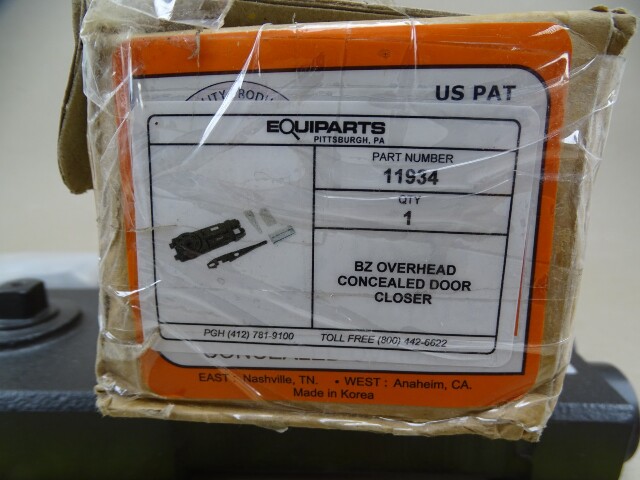 US PAT
EQUIPARTS
PITTSBURGH, PA
PART NUMBER
11934
QTY
1
BZ OVERHEAD
CONCEALED DOOR
CLOSER
PGH (412) 781-9100 TOLL FREE (800) 442-6622
EAST : Nashville, TN. • WEST : Anaheim, CA.
Made in Korea